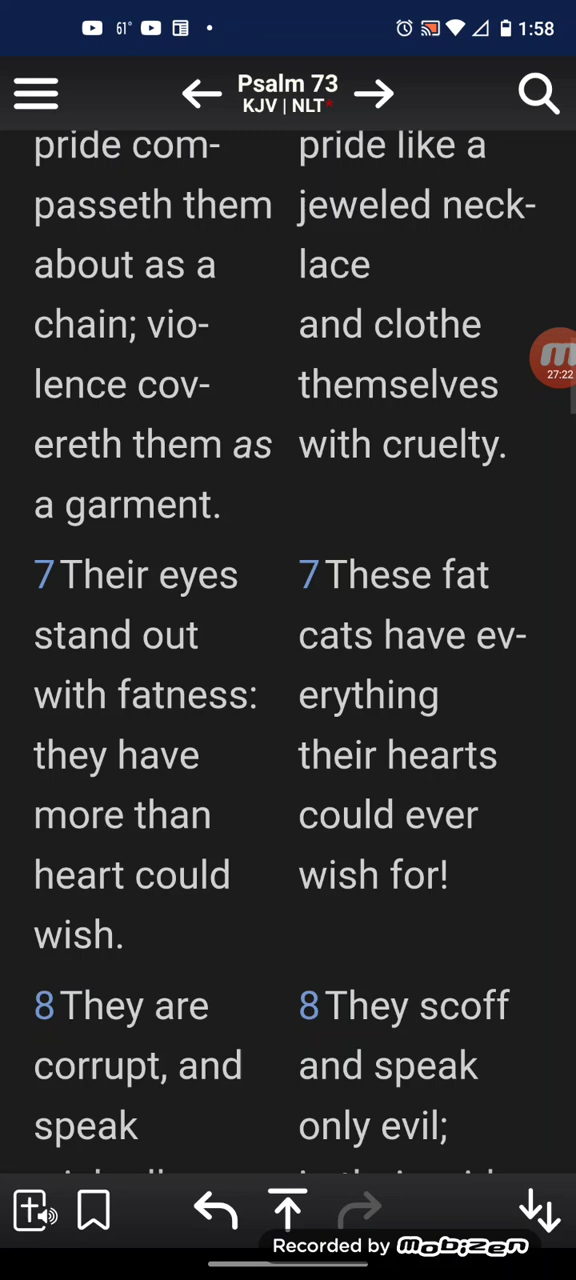 61° 1:58
Psalm 73
KJV | NLT*
pride com-
passeth them
about as a
chain; vio-
lence cov-
ereth them as
a garment.
7 Their eyes
stand out
with fatness:
they have
more than
heart could
wish.
8 They are
corrupt, and
speak
pride like a
jeweled neck-
lace
and clothe
themselves
with cruelty.
7 These fat
cats have ev-
erything
their hearts
could ever
wish for!
8 They scoff
and speak
only evil;
27:22
Recorded by mobizen